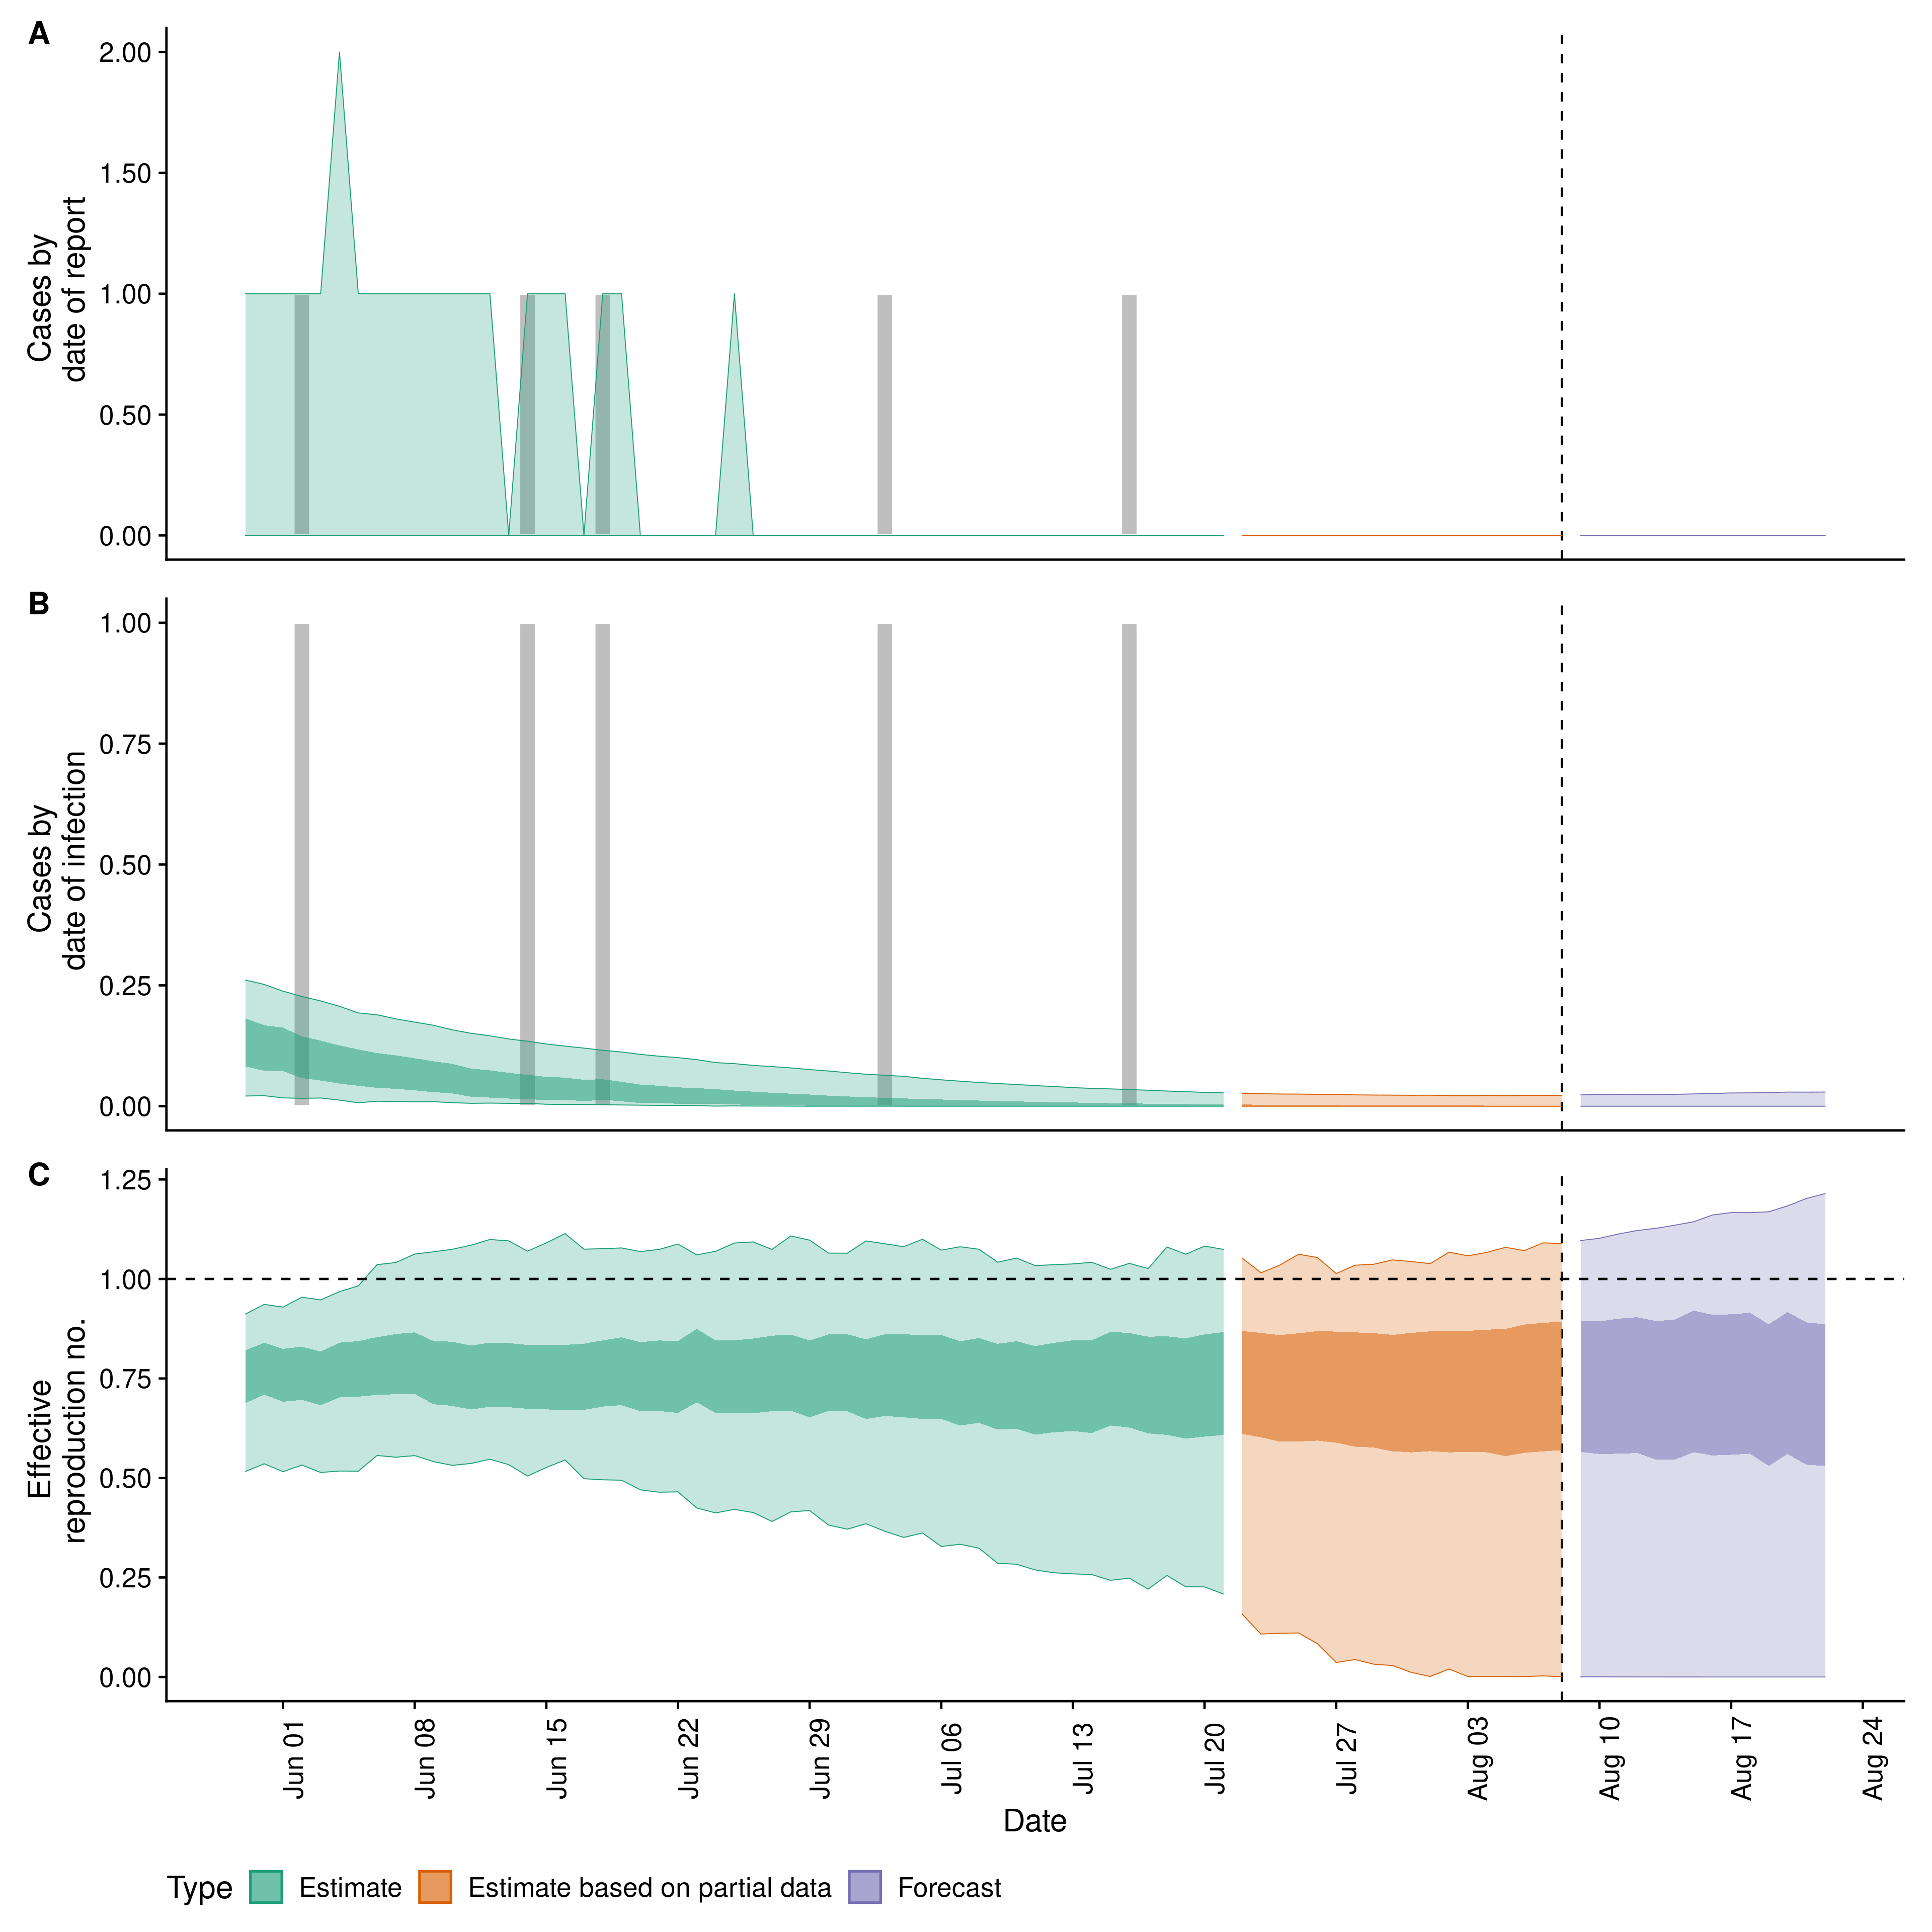 A
Cases by
date of report
2.00
1.50
1.00
0.50
0.00
B
Cases by
date of infection
1.00
0.75
0.50
0.25
0.00
C
Effective
reproduction no.
1.25
1.00
0.75
0.50
0.25
0.00
Jun 01
Jun 08
Jun 15
Jun 22
Jun 29
Jul 06
Jul 13
Jul 20
Jul 27
Aug 03
Aug 10
Aug 17
Aug 24
Date
Type Estimate Estimate based on partial data Forecast